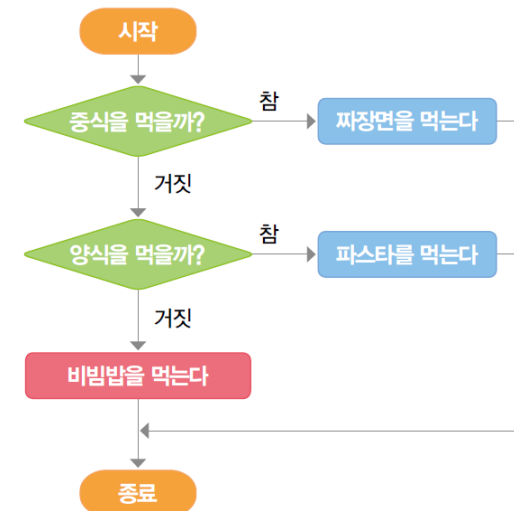 시작
중식을 먹을까?
참
짜장면을 먹는다
거짓
양식을 먹을까?
참
파스타를 먹는다
거짓
비빔밥을 먹는다
종료